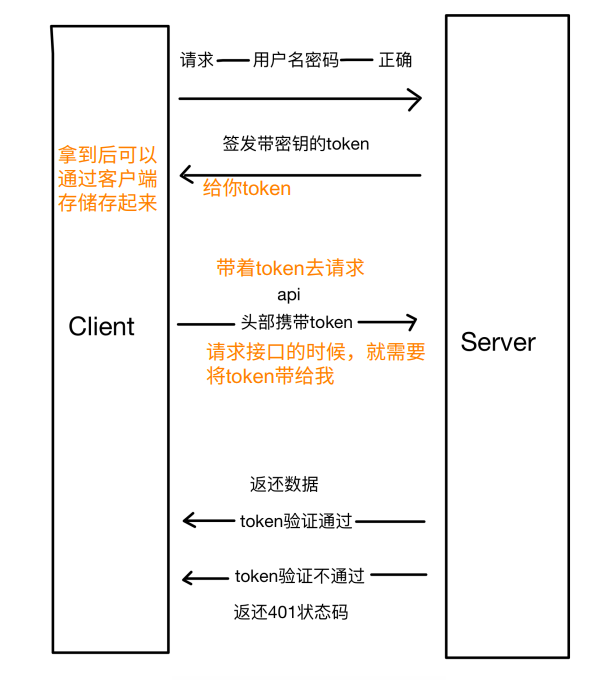 请求 用户名密码 正确
签发带密钥的token
拿到后可以
通过客户端
存储存起来
给你token
带着token去请求
api
头部携带token
请求接口的时候，就需要
将token带给我
Client
Server
返还数据
token验证通过
token验证不通过
返还401状态码